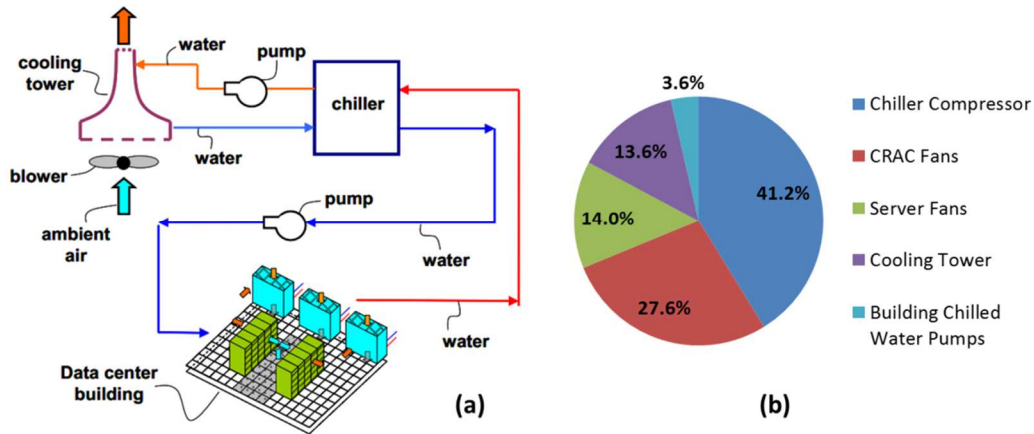 water
pump
cooling
tower
chiller
water
blower
ambient
air
pump
water
water
Data center
building
(a)
3.6%
13.6%
14.0%
27.6%
41.2%
Chiller Compressor
CRAC Fans
Server Fans
Cooling Tower
Building Chilled
Water Pumps
(b)